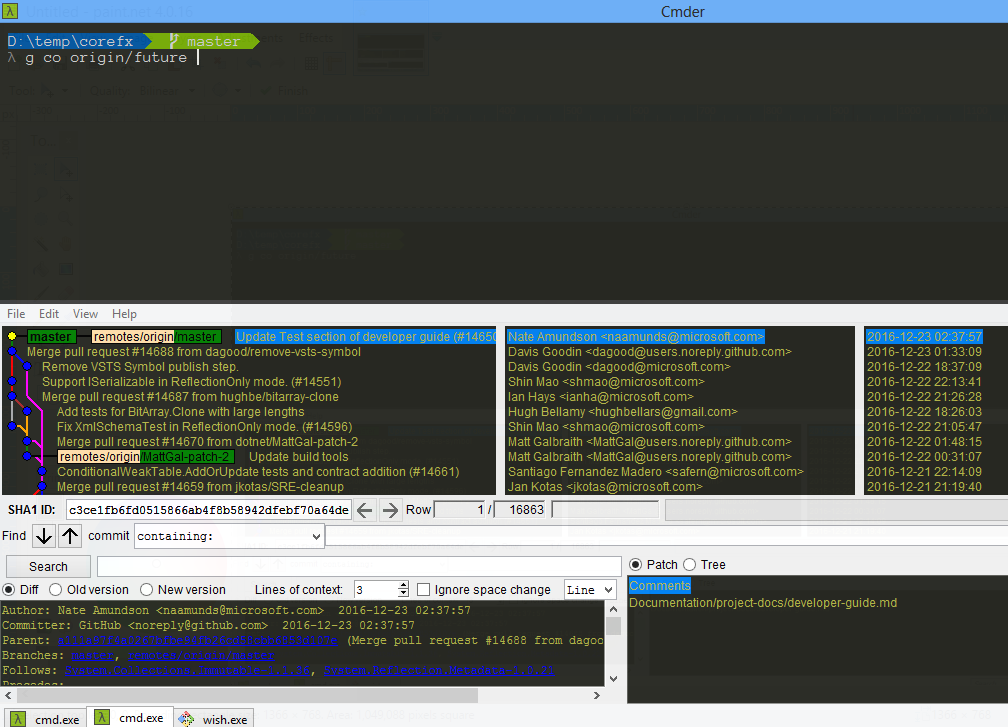 Cmder
D:\temp\corefx master
λ g co origin/future
File Edit View Help
master remotes/origin/master Update Test section of developer guide (#14650 Nate Amundson <naamunds@microsoft.com> 2016-12-23 02:37:57
Merge pull request #14688 from dagood/remove-vsts-symbol Davis Goodin <dagood@users.noreply.github.com> 2016-12-23 01:33:09
Remove VSTS Symbol publish step. Davis Goodin <dagood@users.noreply.github.com> 2016-12-22 18:37:09
Support ISerializable in ReflectionOnly mode. (#14551) Shin Mao <shmao@microsoft.com> 2016-12-22 22:13:41
Merge pull request #14687 from hughbe/bitarray-clone Ian Hays <ianha@microsoft.com> 2016-12-22 21:26:28
Add tests for BitArray.Clone with large lengths Hugh Bellamy <hughbellars@gmail.com> 2016-12-22 18:26:03
Fix XmlSchemaTest in ReflectionOnly mode. (#14596) Shin Mao <shmao@microsoft.com> 2016-12-22 21:05:47
Merge pull request #14670 from dotnet/MattGal-patch-2 Matt Galbraith <MattGal@users.noreply.github.com> 2016-12-22 01:48:15
remotes/origin/MattGal-patch-2 Update build tools Matt Galbraith <MattGal@users.noreply.github.com> 2016-12-22 00:31:07
ConditionalWeakTable.AddOrUpdate tests and contract addition (#14661) Santiago Fernandez Madero <safern@microsoft.com> 2016-12-21 22:14:09
Merge pull request #14659 from jkotas/SRE-cleanup Jan Kotas <jkotas@microsoft.com> 2016-12-21 21:19:40
SHA1 ID: c3ce1fb6fd0515866ab4f8b58942dfebf70a64de Row 1 / 16863
Find commit containing:
Search
Patch Tree
Diff Old version New version Lines of context: 3 Ignore space change Line
Comments
Documentation/project-docs/developer-guide.md
Author: Nate Amundson <naamunds@microsoft.com> 2016-12-23 02:37:57
Committer: GitHub <noreply@github.com> 2016-12-23 02:37:57
Parent: (Merge pull request #14688 from dagoo
Branches: master, remotes/origin/master
Follows:
Precedes:
cmd.exe cmd.exe wish.exe